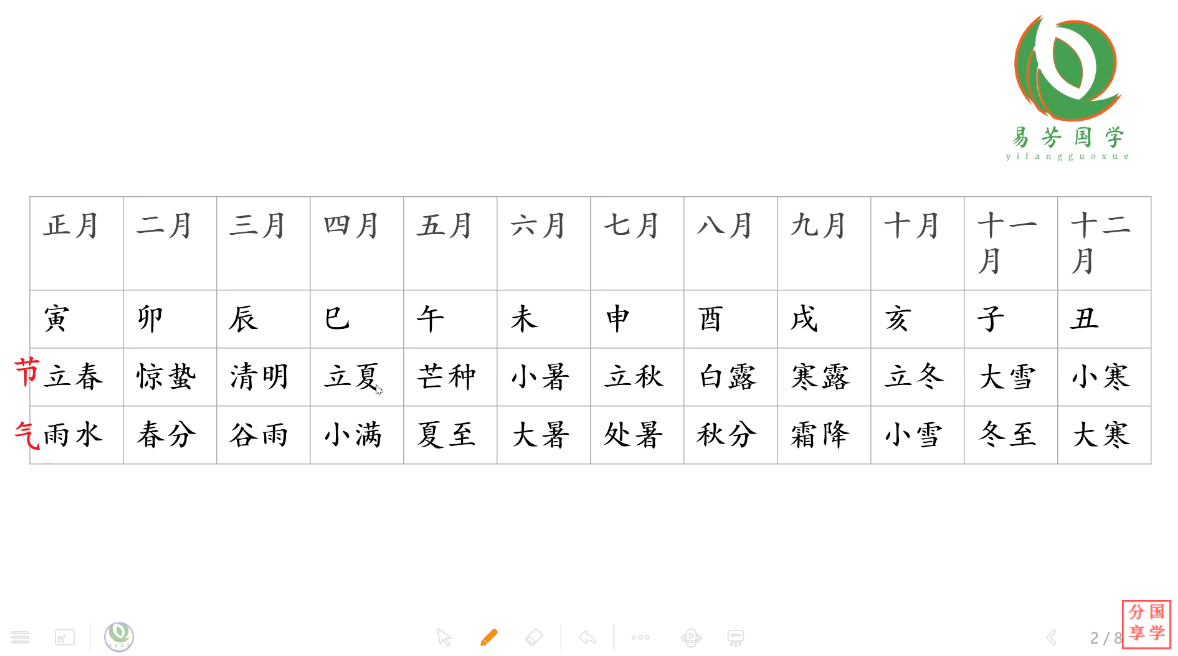 易芳国学
yifangguoxue
正月 二月 三月 四月 五月 六月 七月 八月 九月 十月 十一月 十二月
寅 卯 辰 巳 午 未 申 酉 戌 亥 子 丑
节 立春 惊蛰 清明 立夏 芒种 小暑 立秋 白露 寒露 立冬 大雪 小寒
气 雨水 春分 谷雨 小满 夏至 大暑 处暑 秋分 霜降 小雪 冬至 大寒
2/8
国学
分享